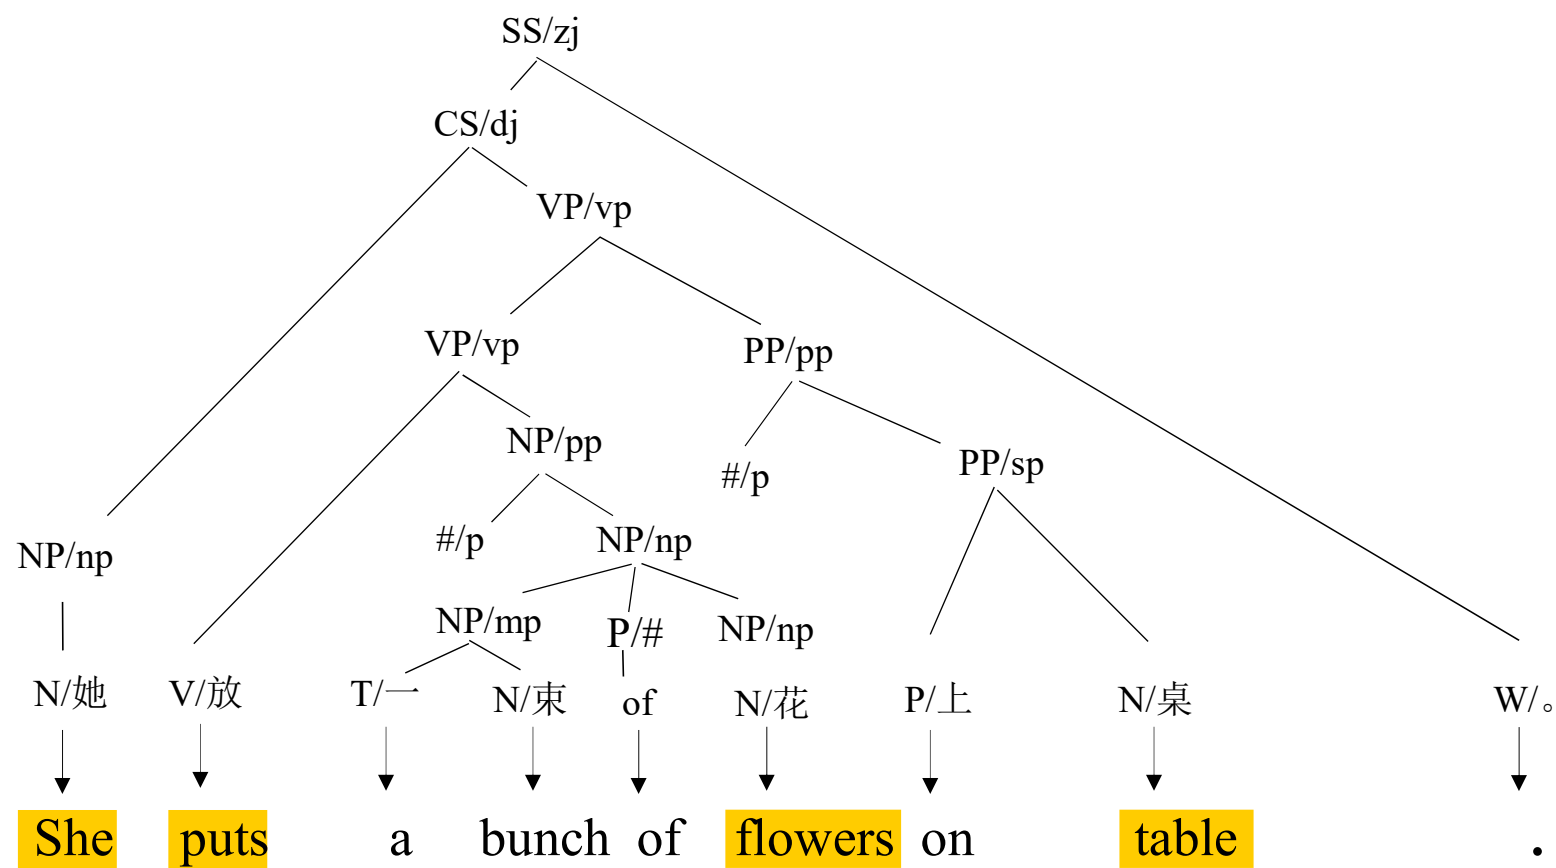 SS/zj
CS/dj
VP/vp
VP/vp PP/pp
NP/pp PP/sp
#/p
#/p NP/np
NP/np
NP/mp P/# NP/np
N/她 V/放 T/一 N/束 of N/花 P/上 N/桌 W/。
She puts a bunch of flowers on table .